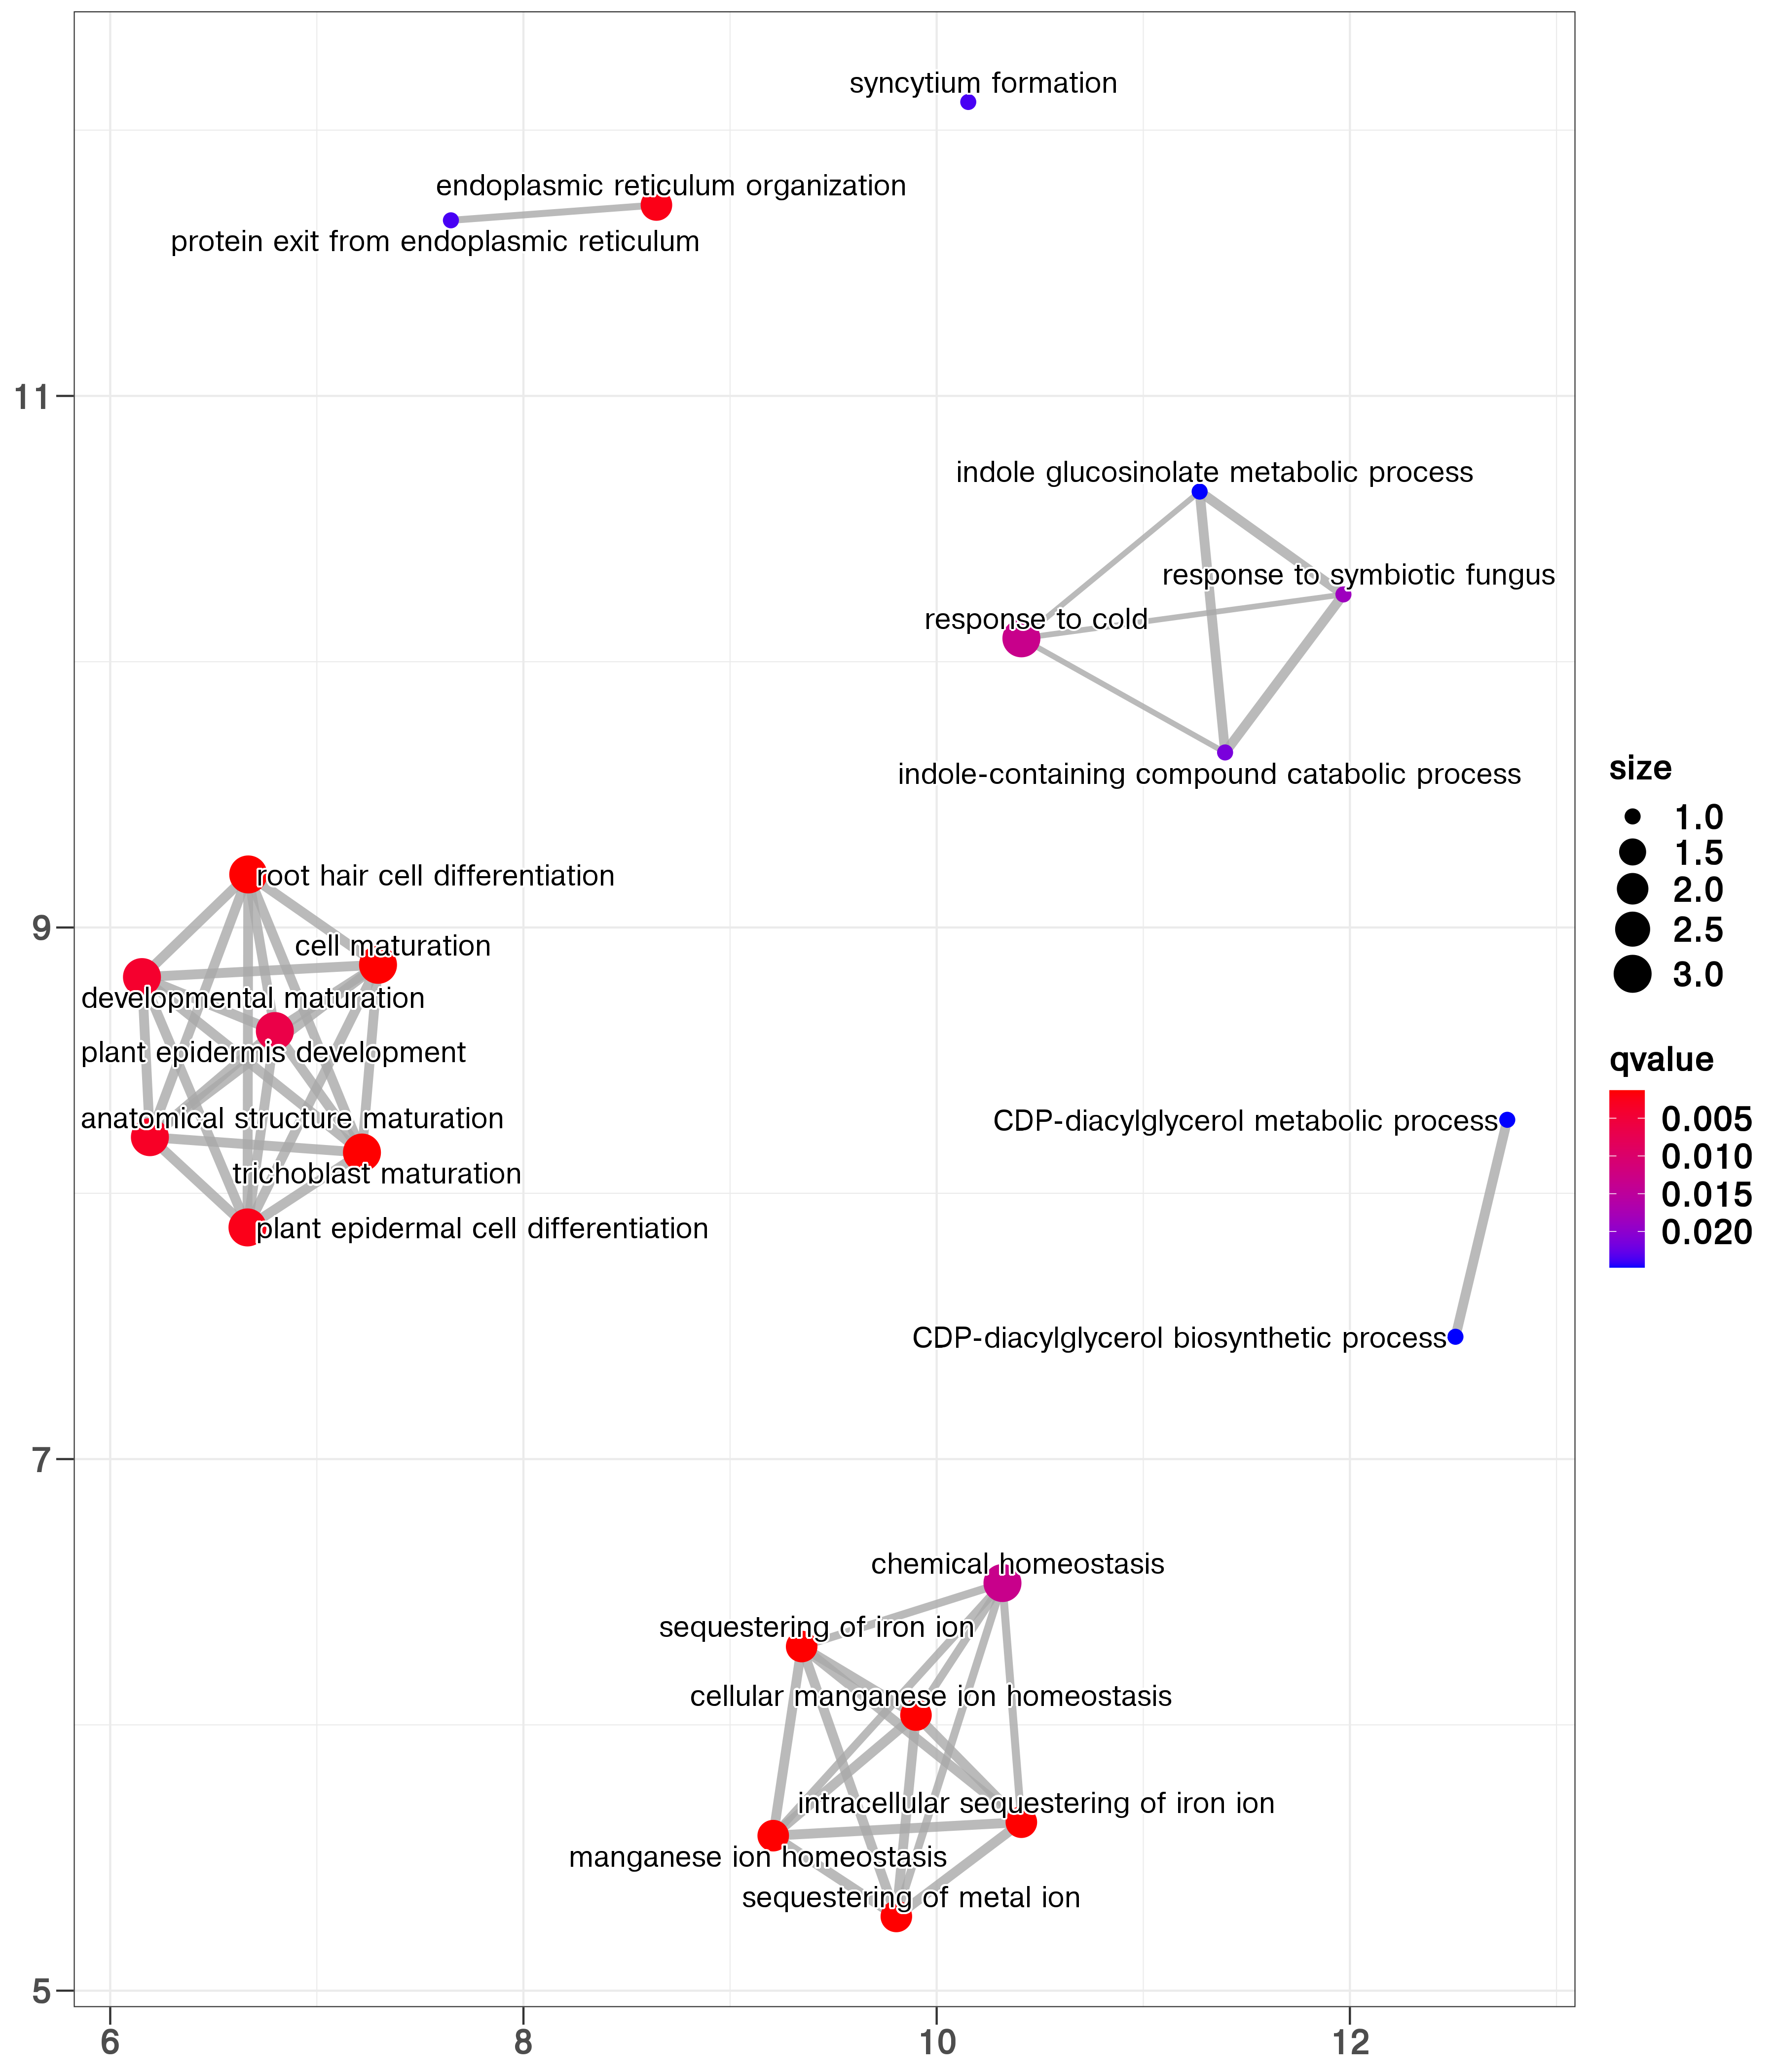 syncytium formation
endoplasmic reticulum organization
protein exit from endoplasmic reticulum
indole glucosinolate metabolic process
response to symbiotic fungus
response to cold
indole-containing compound catabolic process
root hair cell differentiation
cell maturation
developmental maturation
plant epidermis development
anatomical structure maturation
trichoblast maturation
plant epidermal cell differentiation
CDP-diacylglycerol metabolic process
CDP-diacylglycerol biosynthetic process
chemical homeostasis
sequestering of iron ion
cellular manganese ion homeostasis
intracellular sequestering of iron ion
manganese ion homeostasis
sequestering of metal ion
11
9
7
5
6
8
10
12
size
1.0
1.5
2.0
2.5
3.0
qvalue
0.005
0.010
0.015
0.020